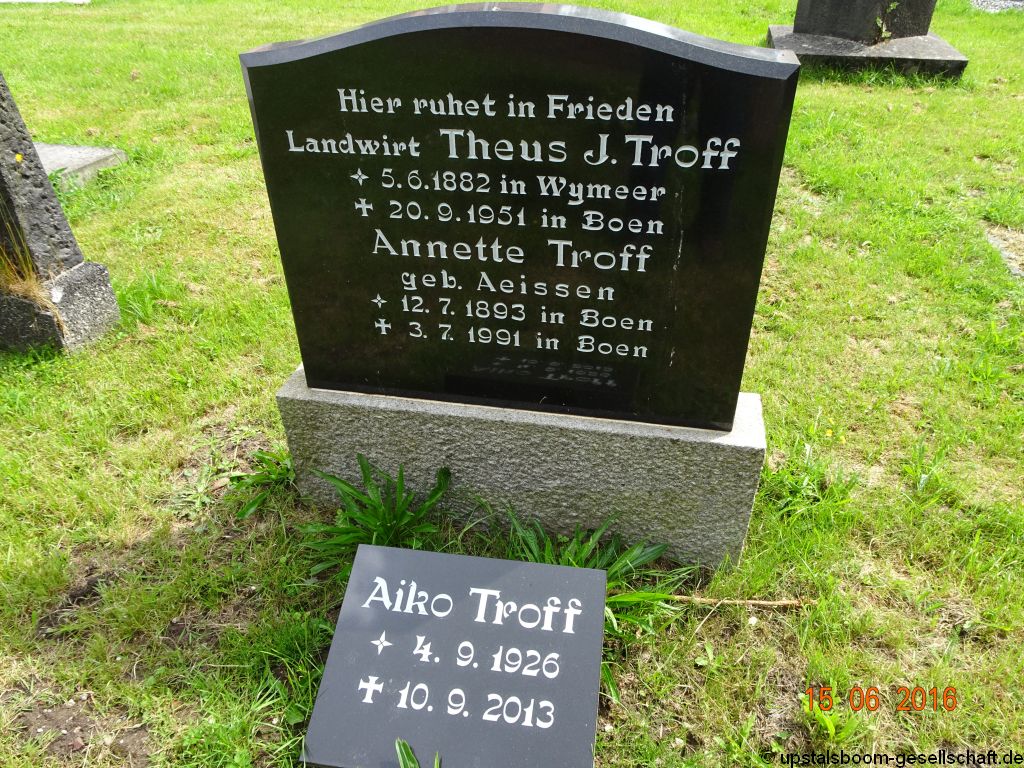 Hier ruhet in Frieden
Landwirt Theus J. Troff
✧ 5.6.1882 in Wymeer
✝ 20.9.1951 in Boen
Annette Troff
geb. Aeissen
✧ 12.7.1893 in Boen
✝ 3.7.1991 in Boen
Aiko Troff
✧ 4.9.1926
✝ 10.9.2013
15 06 2016
© upstalsboom-gesellschaft.de